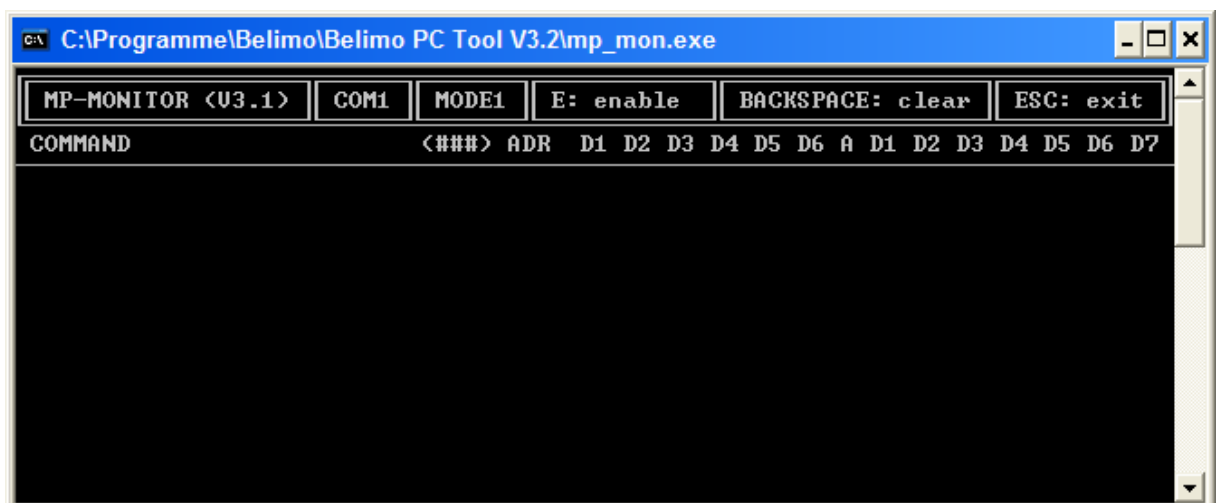 C:\Programme\Belimo\Belimo PC Tool V3.2\mp_mon.exe
MP-MONITOR (V3.1) COM1 MODE1 E: enable BACKSPACE: clear ESC: exit
COMMAND (###) ADR D1 D2 D3 D4 D5 D6 A D1 D2 D3 D4 D5 D6 D7